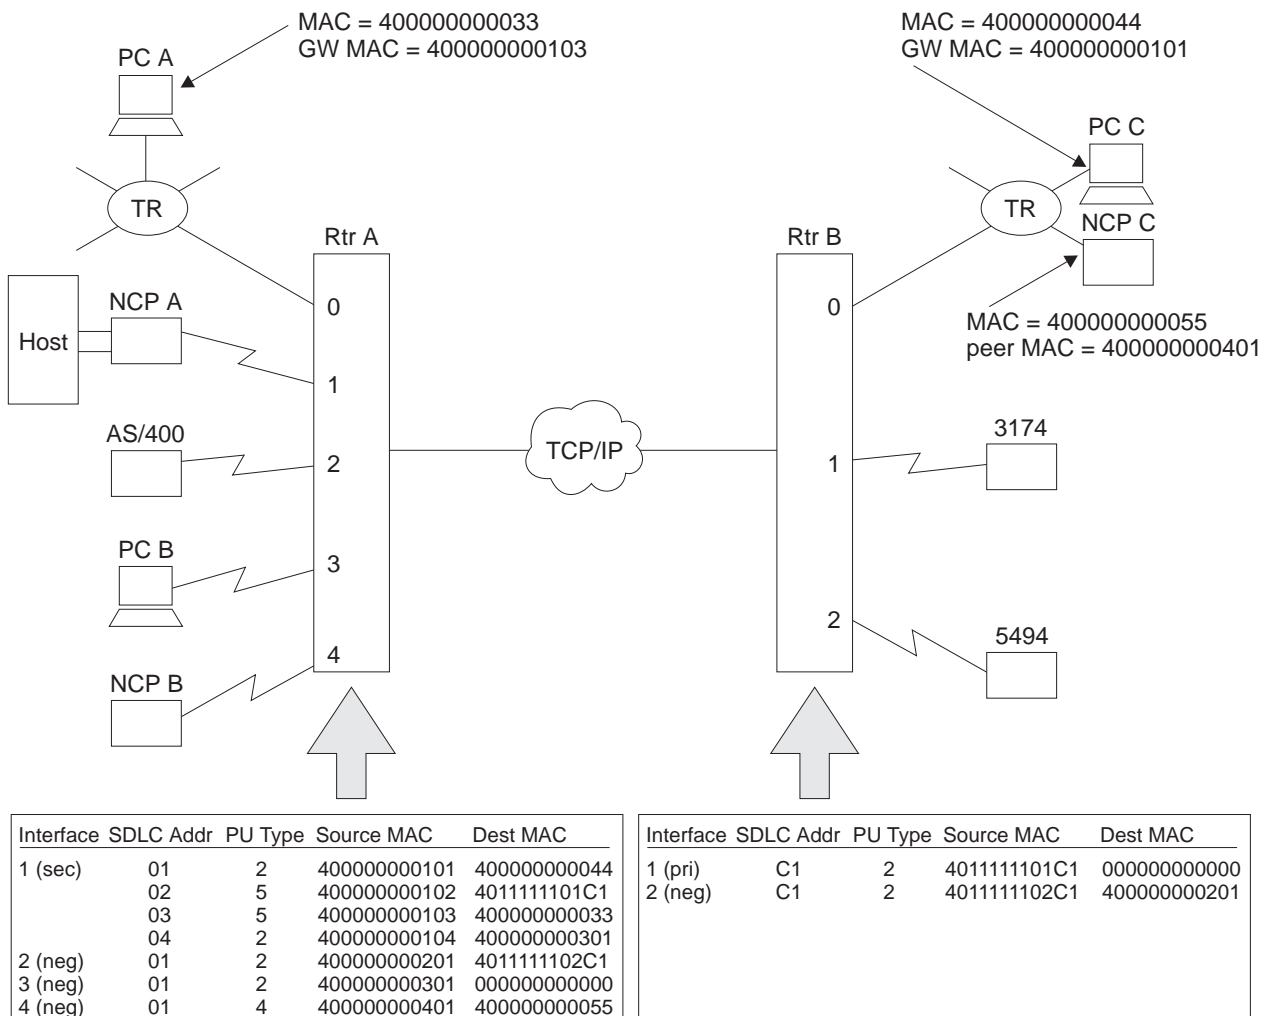 MAC = 400000000033
GW MAC = 400000000103
MAC = 400000000044
GW MAC = 400000000101
PC A
PC C
TR
TR
NCP C
Rtr A
Rtr B
NCP A
0
0
Host
MAC = 400000000055
peer MAC = 400000000401
1
AS/400
3174
TCP/IP
2
1
PC B
3
2
5494
4
NCP B
Interface SDLC Addr PU Type Source MAC Dest MAC
1 (sec) 01 2 400000000101 400000000044
02 5 400000000102 4011111101C1
03 5 400000000103 400000000033
04 2 400000000104 400000000301
2 (neg) 01 2 400000000201 4011111102C1
3 (neg) 01 2 400000000301 000000000000
4 (neg) 01 4 400000000401 400000000055
Interface SDLC Addr PU Type Source MAC Dest MAC
1 (pri) C1 2 4011111101C1 000000000000
2 (neg) C1 2 4011111102C1 400000000201